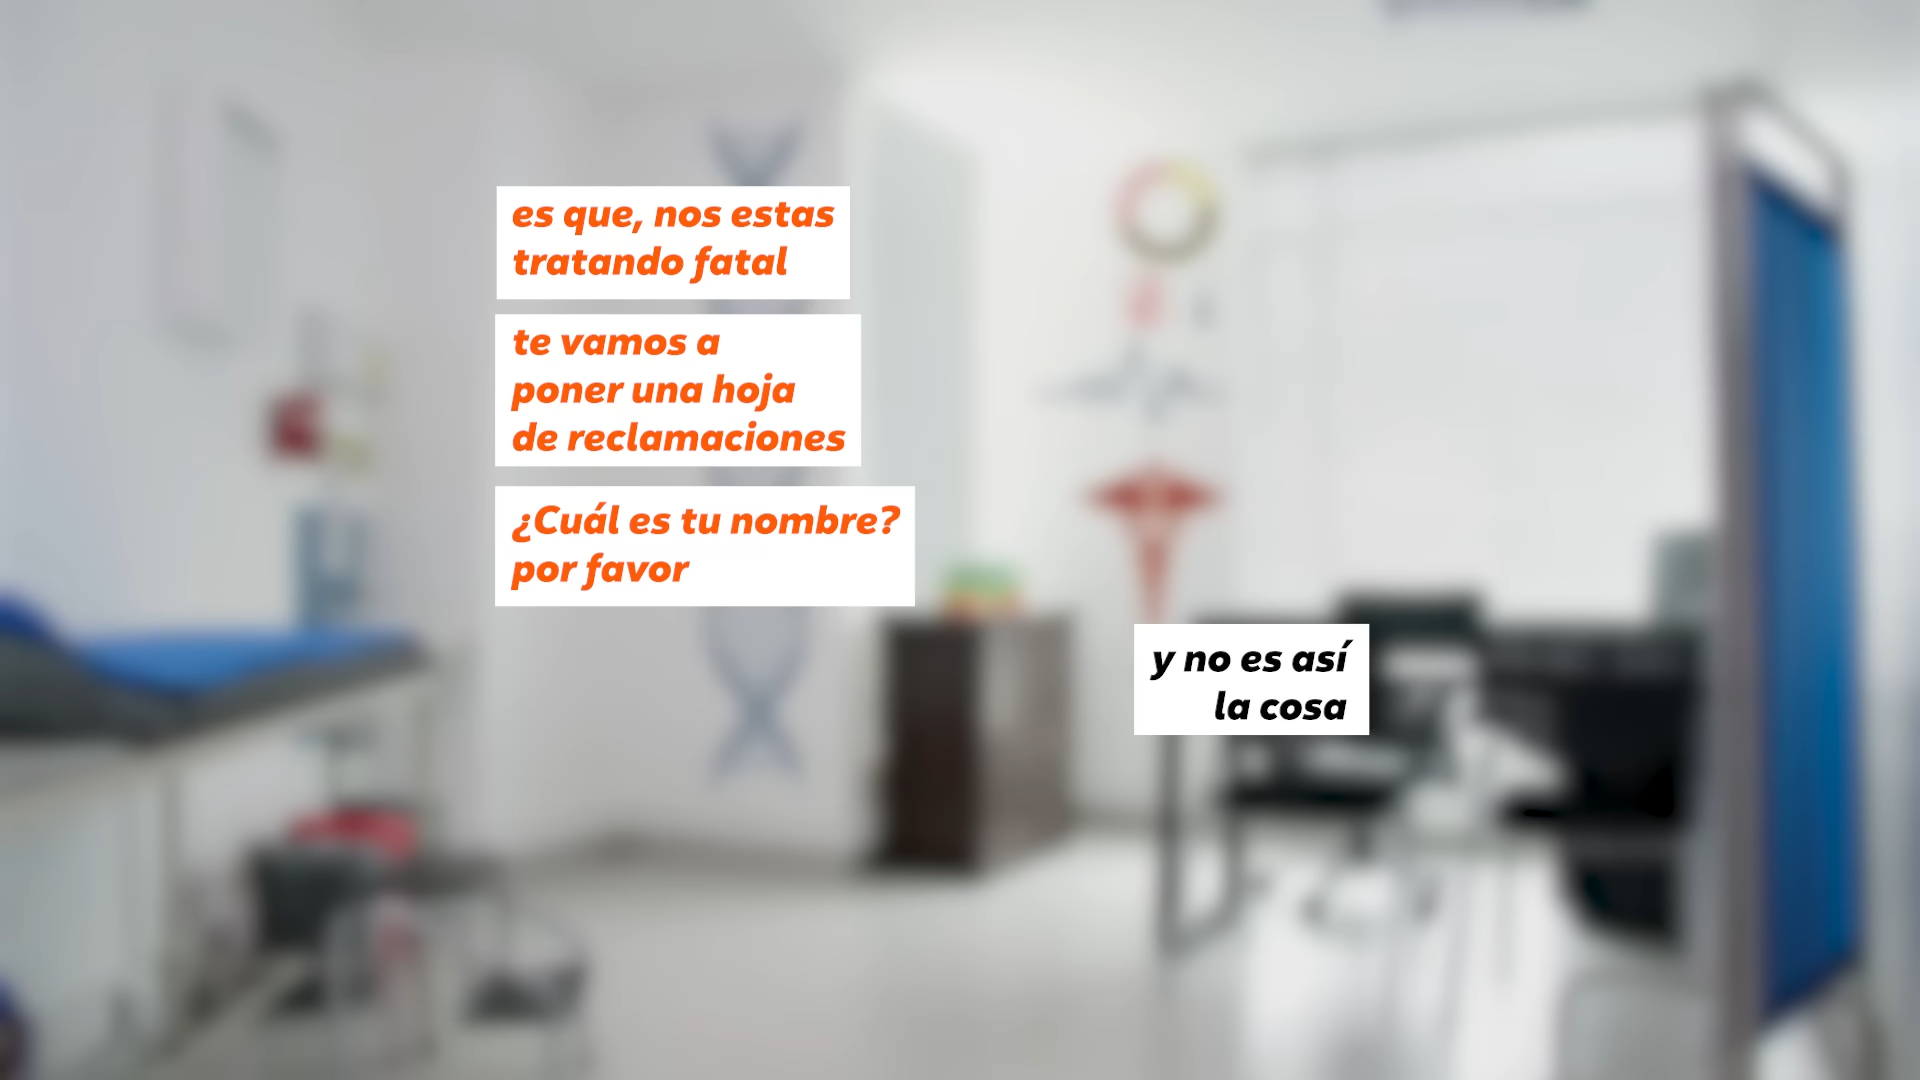 es que, nos estas
tratando fatal
te vamos a
poner una hoja
de reclamaciones
¿Cuál es tu nombre?
por favor
y no es así
la cosa